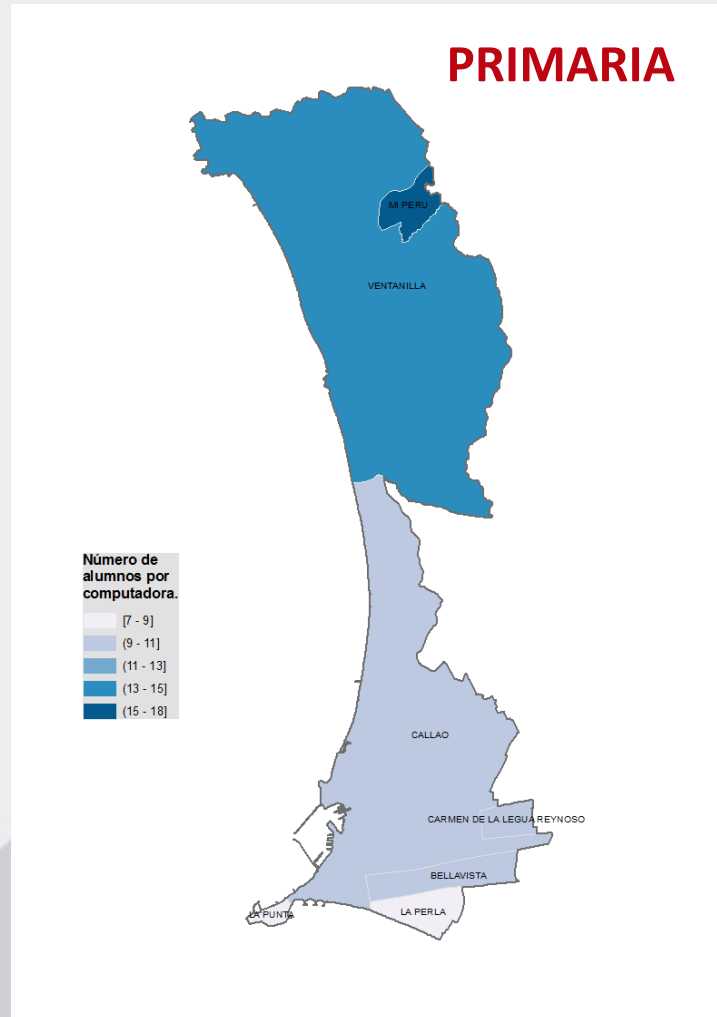 PRIMARIA
MI PERU
VENTANILLA
Número de
alumnos por
computadora.
[7 - 9]
(9 - 11]
(11 - 13]
(13 - 15]
(15 - 18]
CALLAO
CARMEN DE LA LEGUA REYNOSO
BELLAVISTA
LA PERLA
LA PUNTA